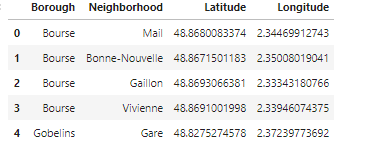 Borough Neighborhood Latitude Longitude
0 Bourse Mail 48.8680083374 2.34469912743
1 Bourse Bonne-Nouvelle 48.8671501183 2.35008019041
2 Bourse Gaillon 48.8693066381 2.33343180766
3 Bourse Vivienne 48.8691001998 2.33946074375
4 Gobelins Gare 48.8275274578 2.37239773692